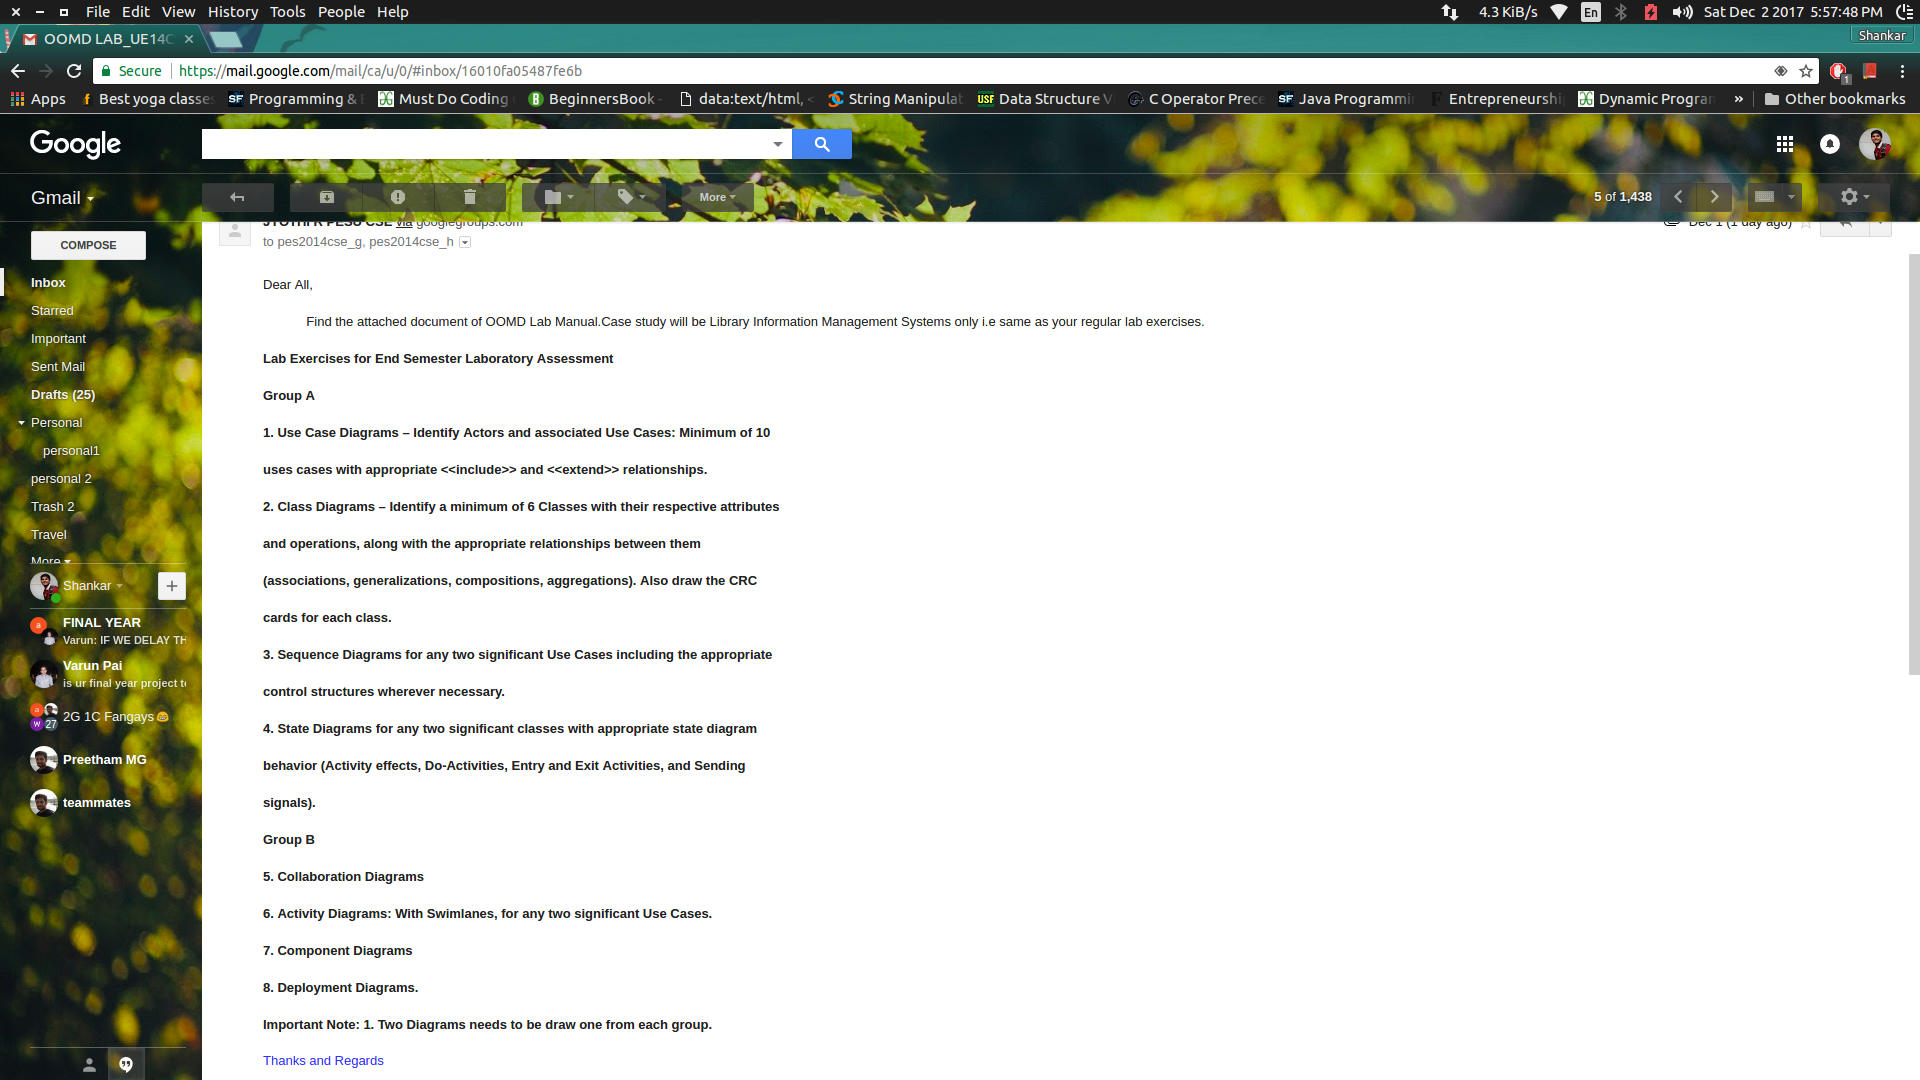 File Edit View History Tools People Help
4.3 KiB/s En Sat Dec 2 2017 5:57:48 PM
OOMD LAB_UE14C
Shankar
Secure https://mail.google.com/mail/ca/u/0/#inbox/16010fa05487fe6b
Apps Best yoga classes Programming & Must Do Coding BeginnersBook - data:text/html, String Manipulat Data Structure V C Operator Prece Java Programmin Entrepreneurshi Dynamic Program » Other bookmarks
Google
Gmail
More
5 of 1,438
COMPOSE
Inbox
Starred
Important
Sent Mail
Drafts (25)
Personal
personal1
personal 2
Trash 2
Travel
More
Shankar
FINAL YEAR
Varun: IF WE DELAY TH
Varun Pai
is ur final year project te
2G 1C Fangays
27
Preetham MG
teammates
JYOTHI R PESU CSE via googlegroups.com
Dec 1 (1 day ago)
to pes2014cse_g, pes2014cse_h
Dear All,
Find the attached document of OOMD Lab Manual.Case study will be Library Information Management Systems only i.e same as your regular lab exercises.
Lab Exercises for End Semester Laboratory Assessment
Group A
1. Use Case Diagrams – Identify Actors and associated Use Cases: Minimum of 10
uses cases with appropriate <<include>> and <<extend>> relationships.
2. Class Diagrams – Identify a minimum of 6 Classes with their respective attributes
and operations, along with the appropriate relationships between them
(associations, generalizations, compositions, aggregations). Also draw the CRC
cards for each class.
3. Sequence Diagrams for any two significant Use Cases including the appropriate
control structures wherever necessary.
4. State Diagrams for any two significant classes with appropriate state diagram
behavior (Activity effects, Do-Activities, Entry and Exit Activities, and Sending
signals).
Group B
5. Collaboration Diagrams
6. Activity Diagrams: With Swimlanes, for any two significant Use Cases.
7. Component Diagrams
8. Deployment Diagrams.
Important Note: 1. Two Diagrams needs to be draw one from each group.
Thanks and Regards